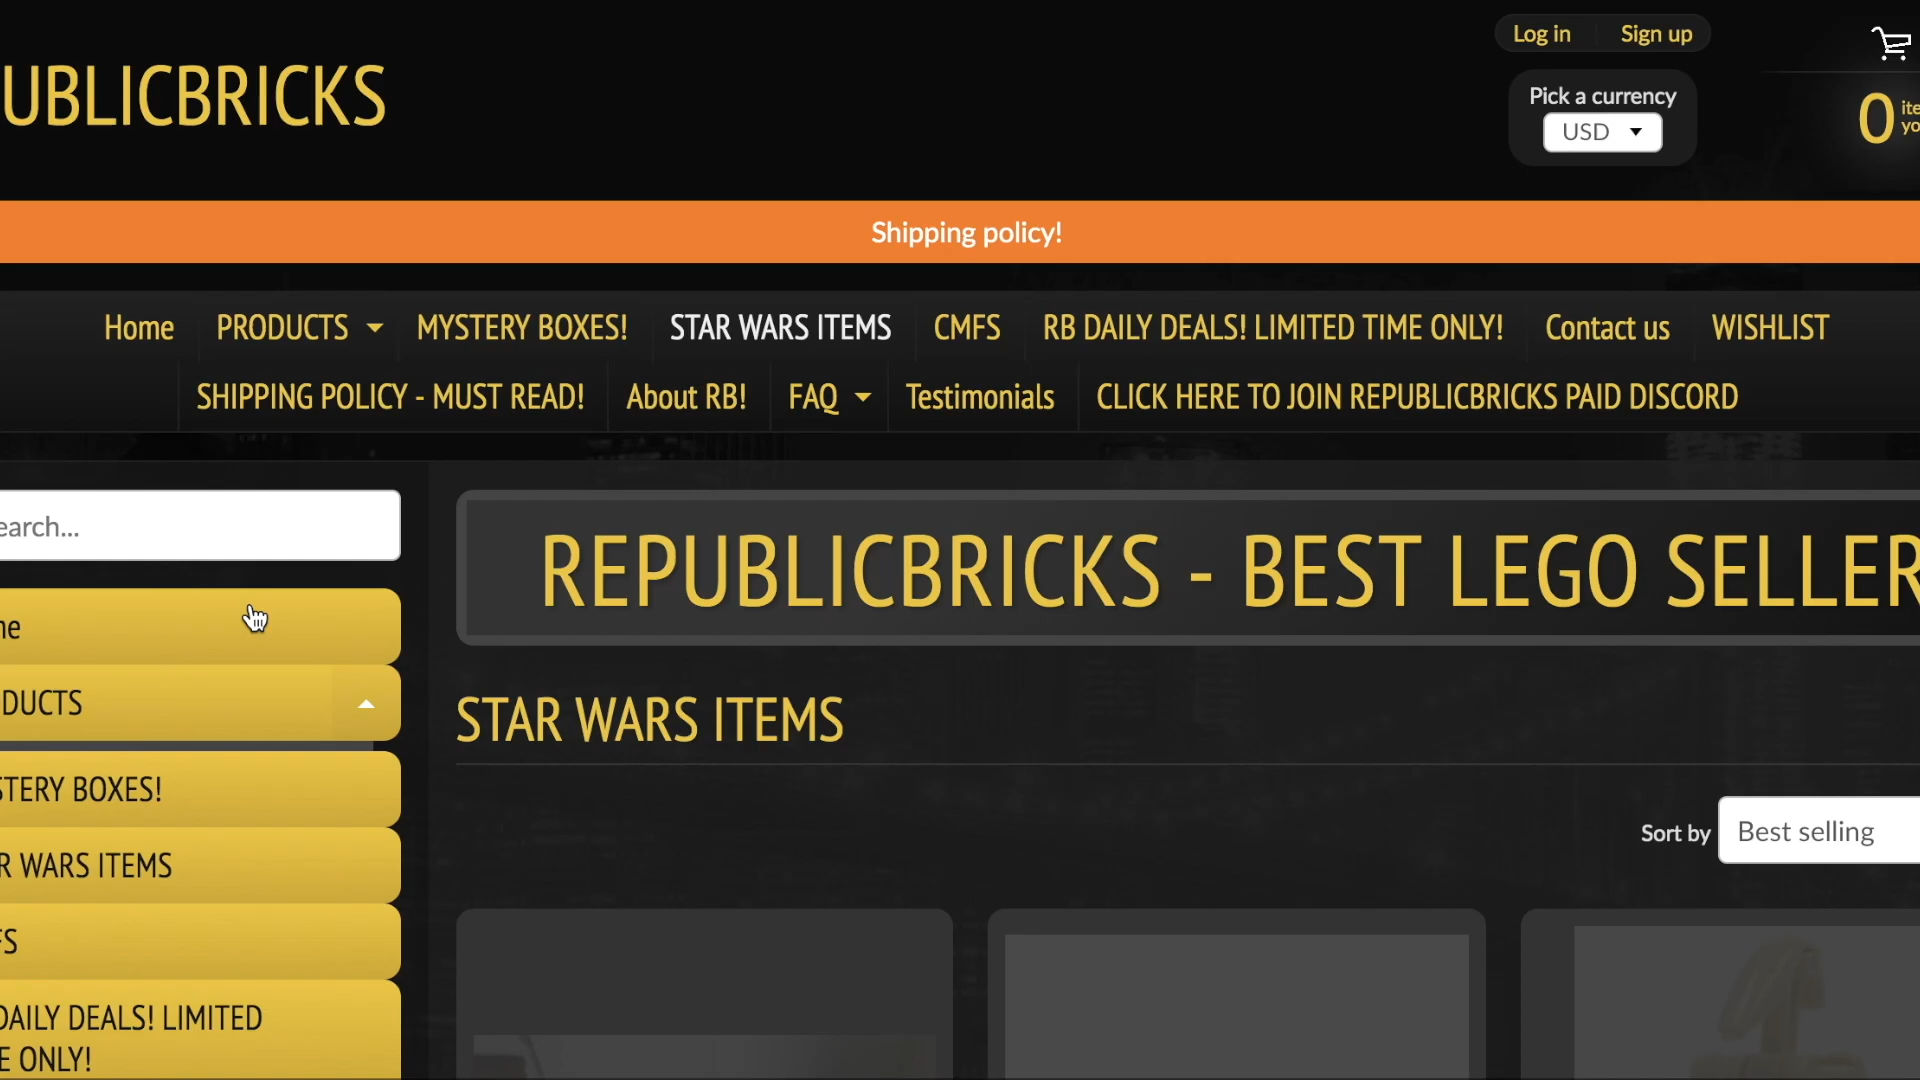 UBLICBRICKS
Log in
Sign up
Pick a currency
USD
0
Shipping policy!
Home
PRODUCTS
MYSTERY BOXES!
STAR WARS ITEMS
CMFS
RB DAILY DEALS! LIMITED TIME ONLY!
Contact us
WISHLIST
SHIPPING POLICY - MUST READ!
About RB!
FAQ
Testimonials
CLICK HERE TO JOIN REPUBLICBRICKS PAID DISCORD
earch...
REPUBLICBRICKS - BEST LEGO SELLER
ne
DUCTS
STERY BOXES!
R WARS ITEMS
FS
DAILY DEALS! LIMITED
E ONLY!
STAR WARS ITEMS
Sort by
Best selling